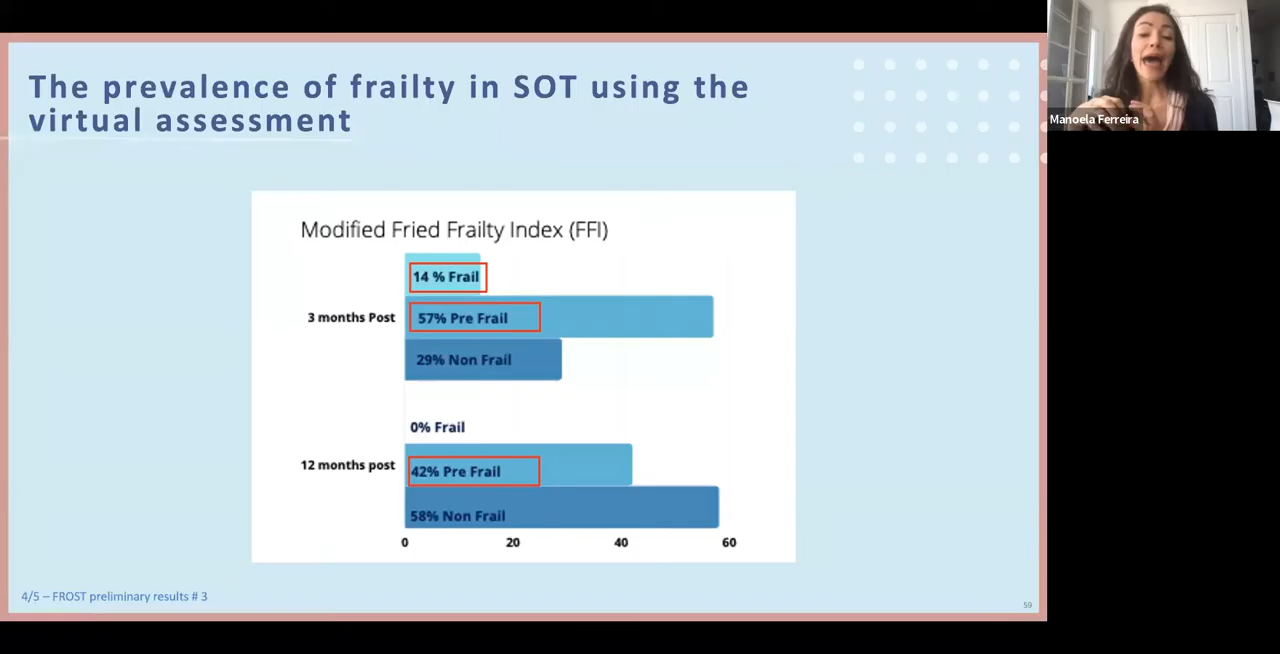 The prevalence of frailty in SOT using the
virtual assessment
Manoela Ferreira
Modified Fried Frailty Index (FFI)
14 % Frail
3 months Post
57% Pre Frail
29% Non Frail
0% Frail
12 months post
42% Pre Frail
58% Non Frail
0 20 40 60
4/5 – FROST preliminary results # 3
59